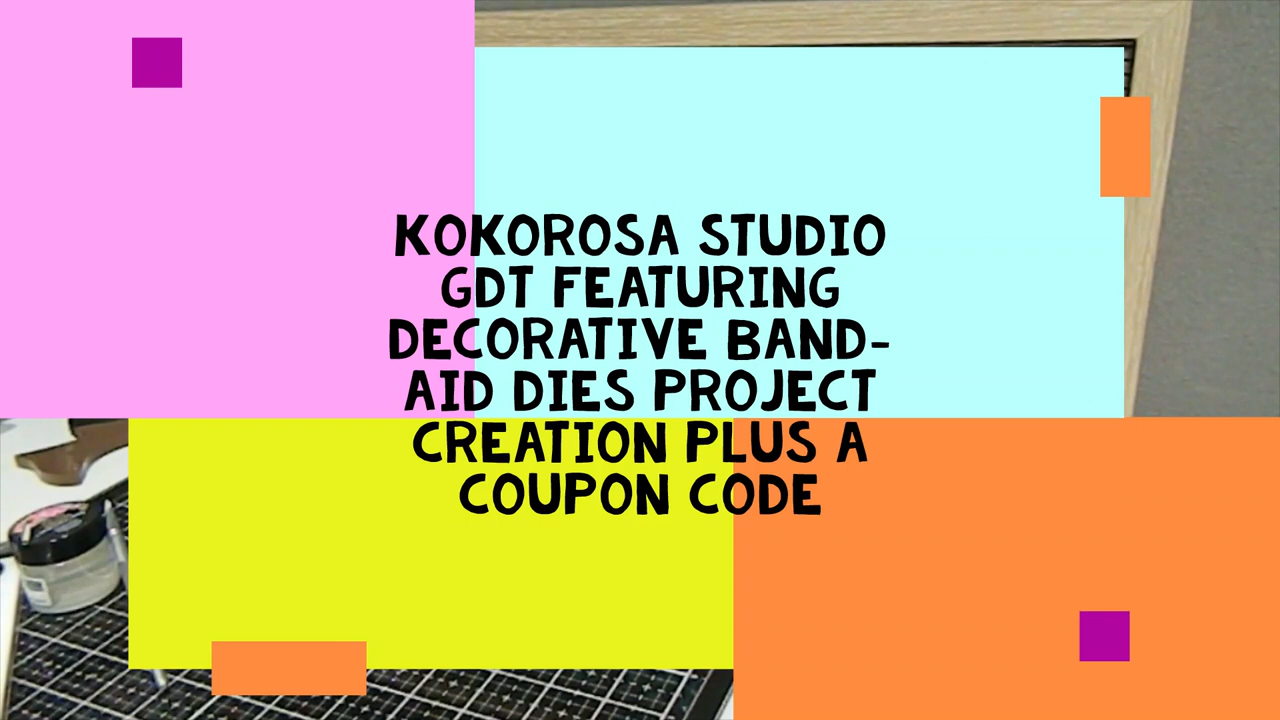 KOKOROSA STUDIO
GDT FEATURING
DECORATIVE BAND-
AID DIES PROJECT
CREATION PLUS A
COUPON CODE